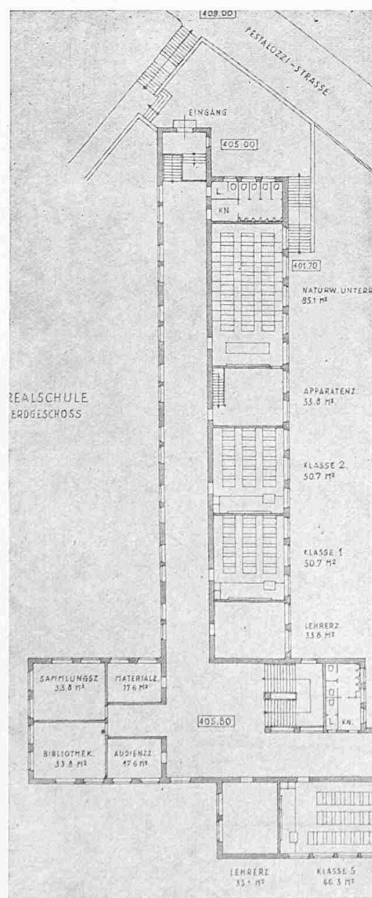 409.00
PESTALOZZI-STRASSE
EINGANG
405.00
L.
KN.
401.70
NATURW. UNTERR
85.1 M²
REALSCHULE
ERDGESCHOSS
APPARATENZ.
33.8 M²
KLASSE 2
50.7 M²
KLASSE 1
50.7 M²
LEHRERZ
33.8 M²
SAMMLUNGSZ.
33.8 M²
MATERIALZ.
17.6 M²
L.
KN.
405.80
BIBLIOTHEK.
33.8 M²
AUDIENZZ.
17.6 M²
LEHRERZ
M²
KLASSE 5
66.3 M²